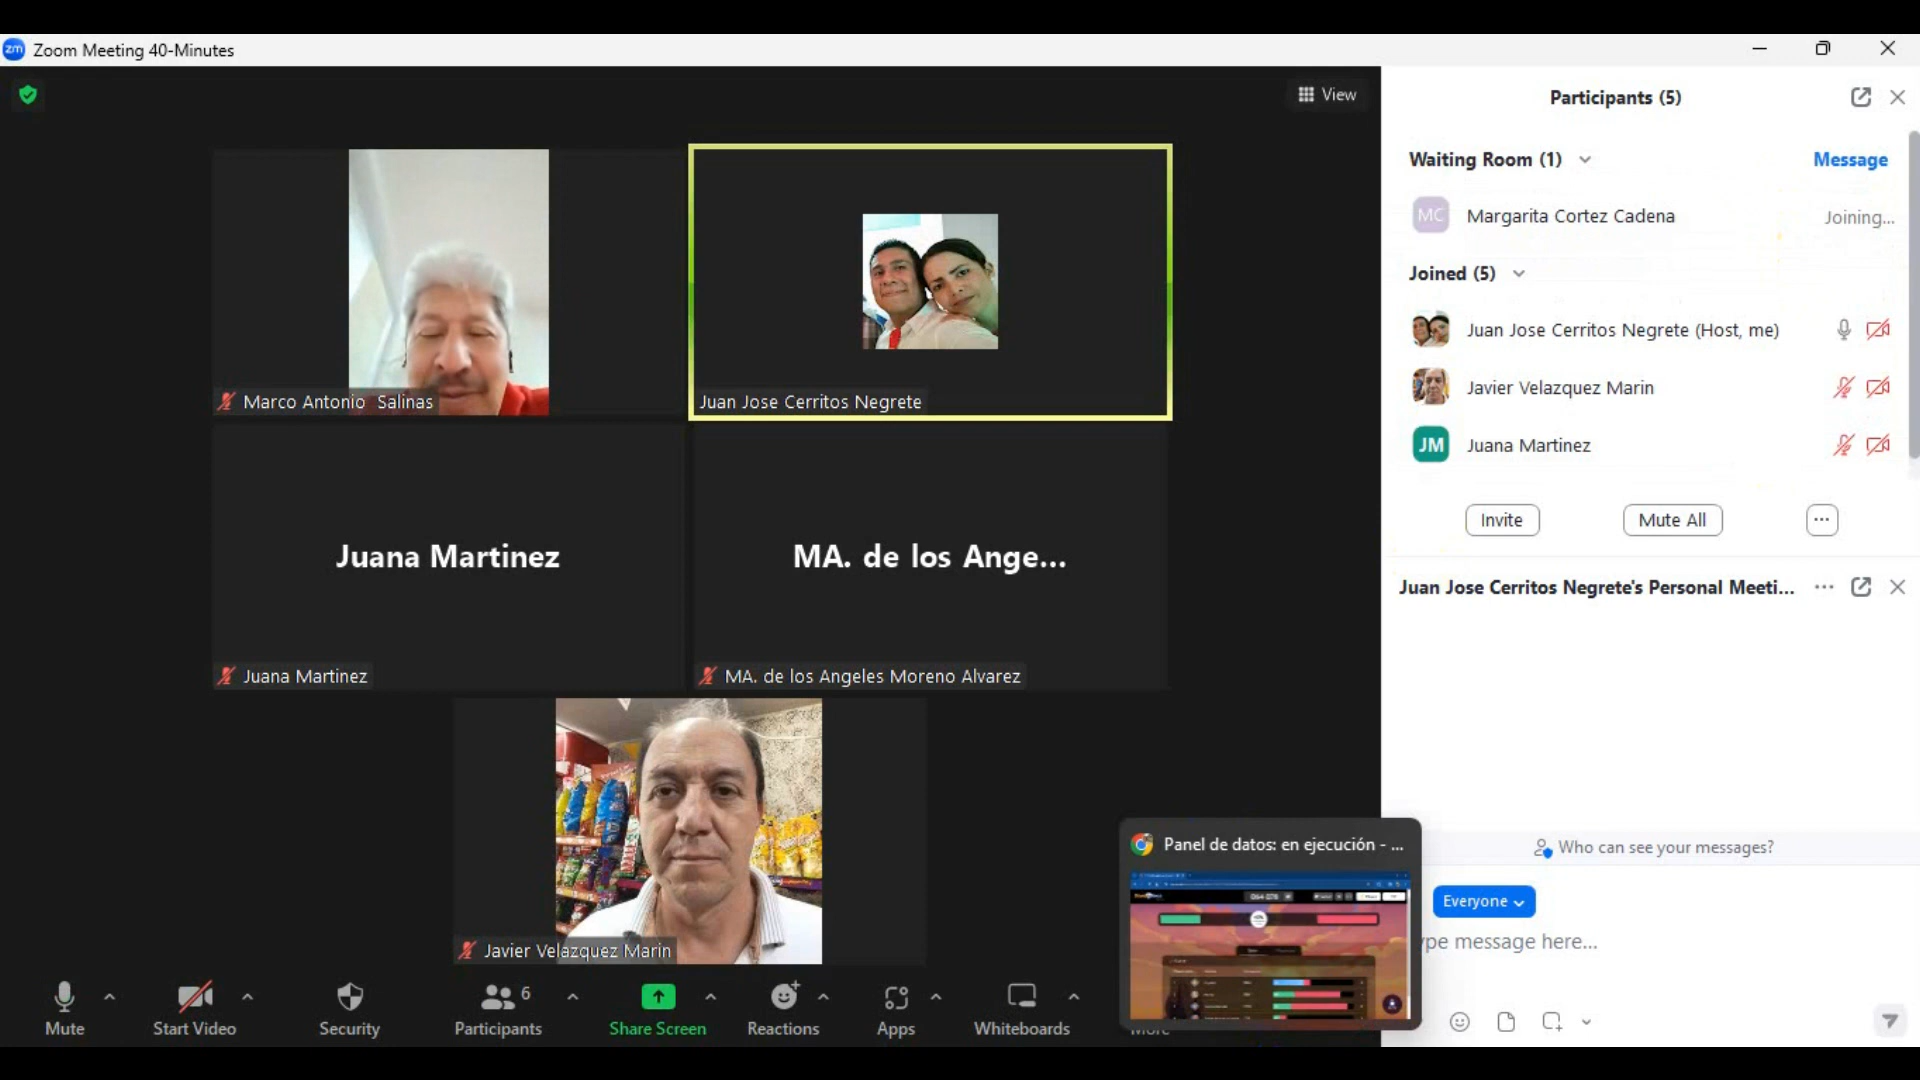 zm Zoom Meeting 40-Minutes
View
Marco Antonio Salinas
Juan Jose Cerritos Negrete
Juana Martinez
MA. de los Ange...
Juana Martinez
MA. de los Angeles Moreno Alvarez
Javier Velazquez Marin
Participants (5)
Waiting Room (1)
Message
MC Margarita Cortez Cadena
Joining...
Joined (5)
Juan Jose Cerritos Negrete (Host, me)
Javier Velazquez Marin
JM Juana Martinez
Invite
Mute All
Juan Jose Cerritos Negrete's Personal Meeti...
Who can see your messages?
Everyone
ype message here...
Panel de datos: en ejecución - ...
Mute
Start Video
Security
6
Participants
Share Screen
Reactions
Apps
Whiteboards
More